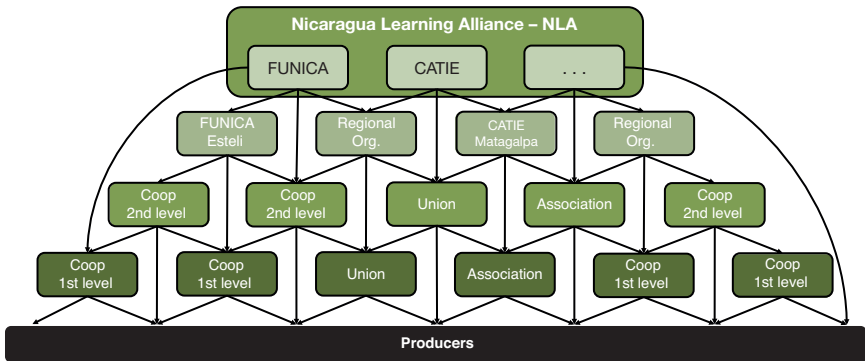 Nicaragua Learning Alliance – NLA
FUNICA
CATIE
. . .
FUNICA
Esteli
Regional
Org.
CATIE
Matagalpa
Regional
Org.
Coop
2nd level
Coop
2nd level
Union
Association
Coop
2nd level
Coop
1st level
Coop
1st level
Union
Association
Coop
1st level
Coop
1st level
Producers